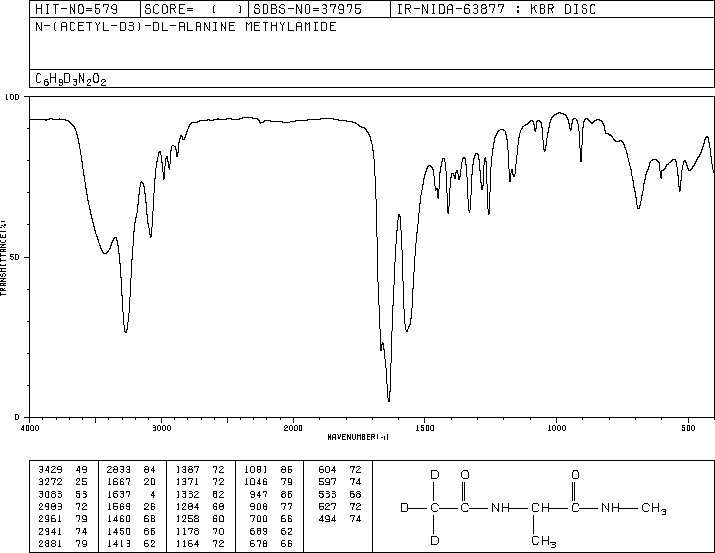 HIT-NO=579 SCORE= ( ) SDBS-NO=37975 IR-NIDA-63877 : KBR DISC
N-(ACETYL-D3)-DL-ALANINE METHYLAMIDE
C6H9D3N2O2
100
50
0
TRANSMITTANCE(%)
4000 3000 2000 1500 1000 500
WAVENUMBER(-1)
3429 49 2833 84 1387 72 1081 86 604 72
3272 25 1667 20 1371 72 1046 79 597 74
3083 53 1637 4 1332 62 947 86 533 68
2989 72 1569 26 1284 68 908 77 527 72
2961 79 1460 68 1258 60 700 66 494 74
2941 74 1450 66 1178 70 689 62
2881 79 1413 62 1164 72 678 66
D O O
D C C NH CH C NH CH3
D CH3